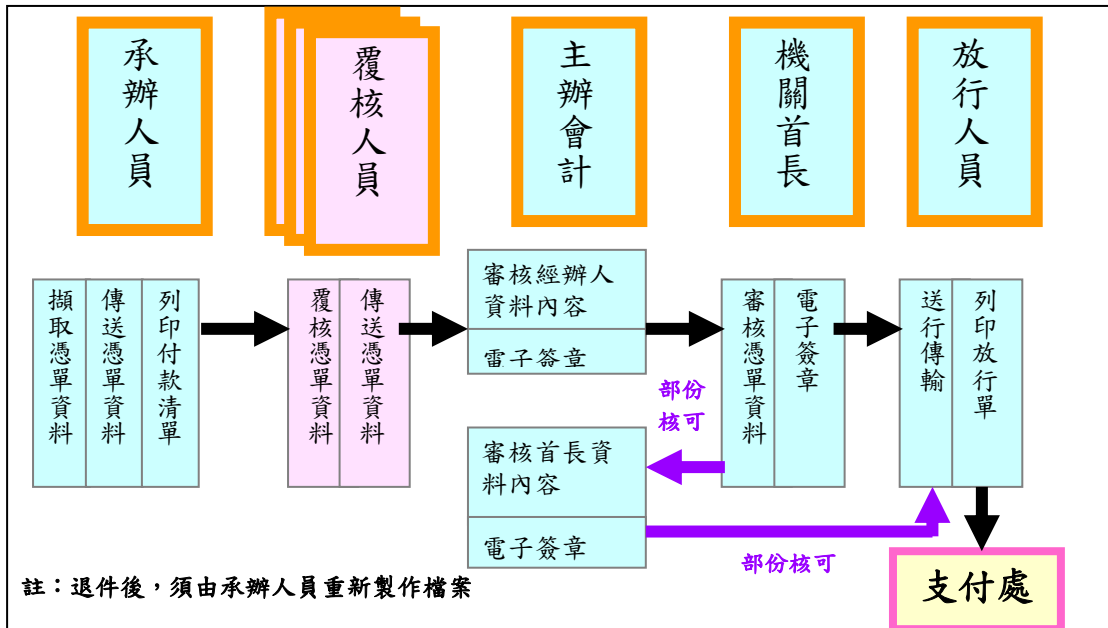 承辦人員
覆核人員
主辦會計
機關首長
放行人員
擷取憑單資料
傳送憑單資料
列印付款清單
覆核憑單資料
傳送憑單資料
審核經辦人
資料內容
電子簽章
審核憑單資料
電子簽章
送行傳輸
列印放行單
部份
核可
審核首長資
料內容
電子簽章
部份核可
註：退件後，須由承辦人員重新製作檔案
支付處